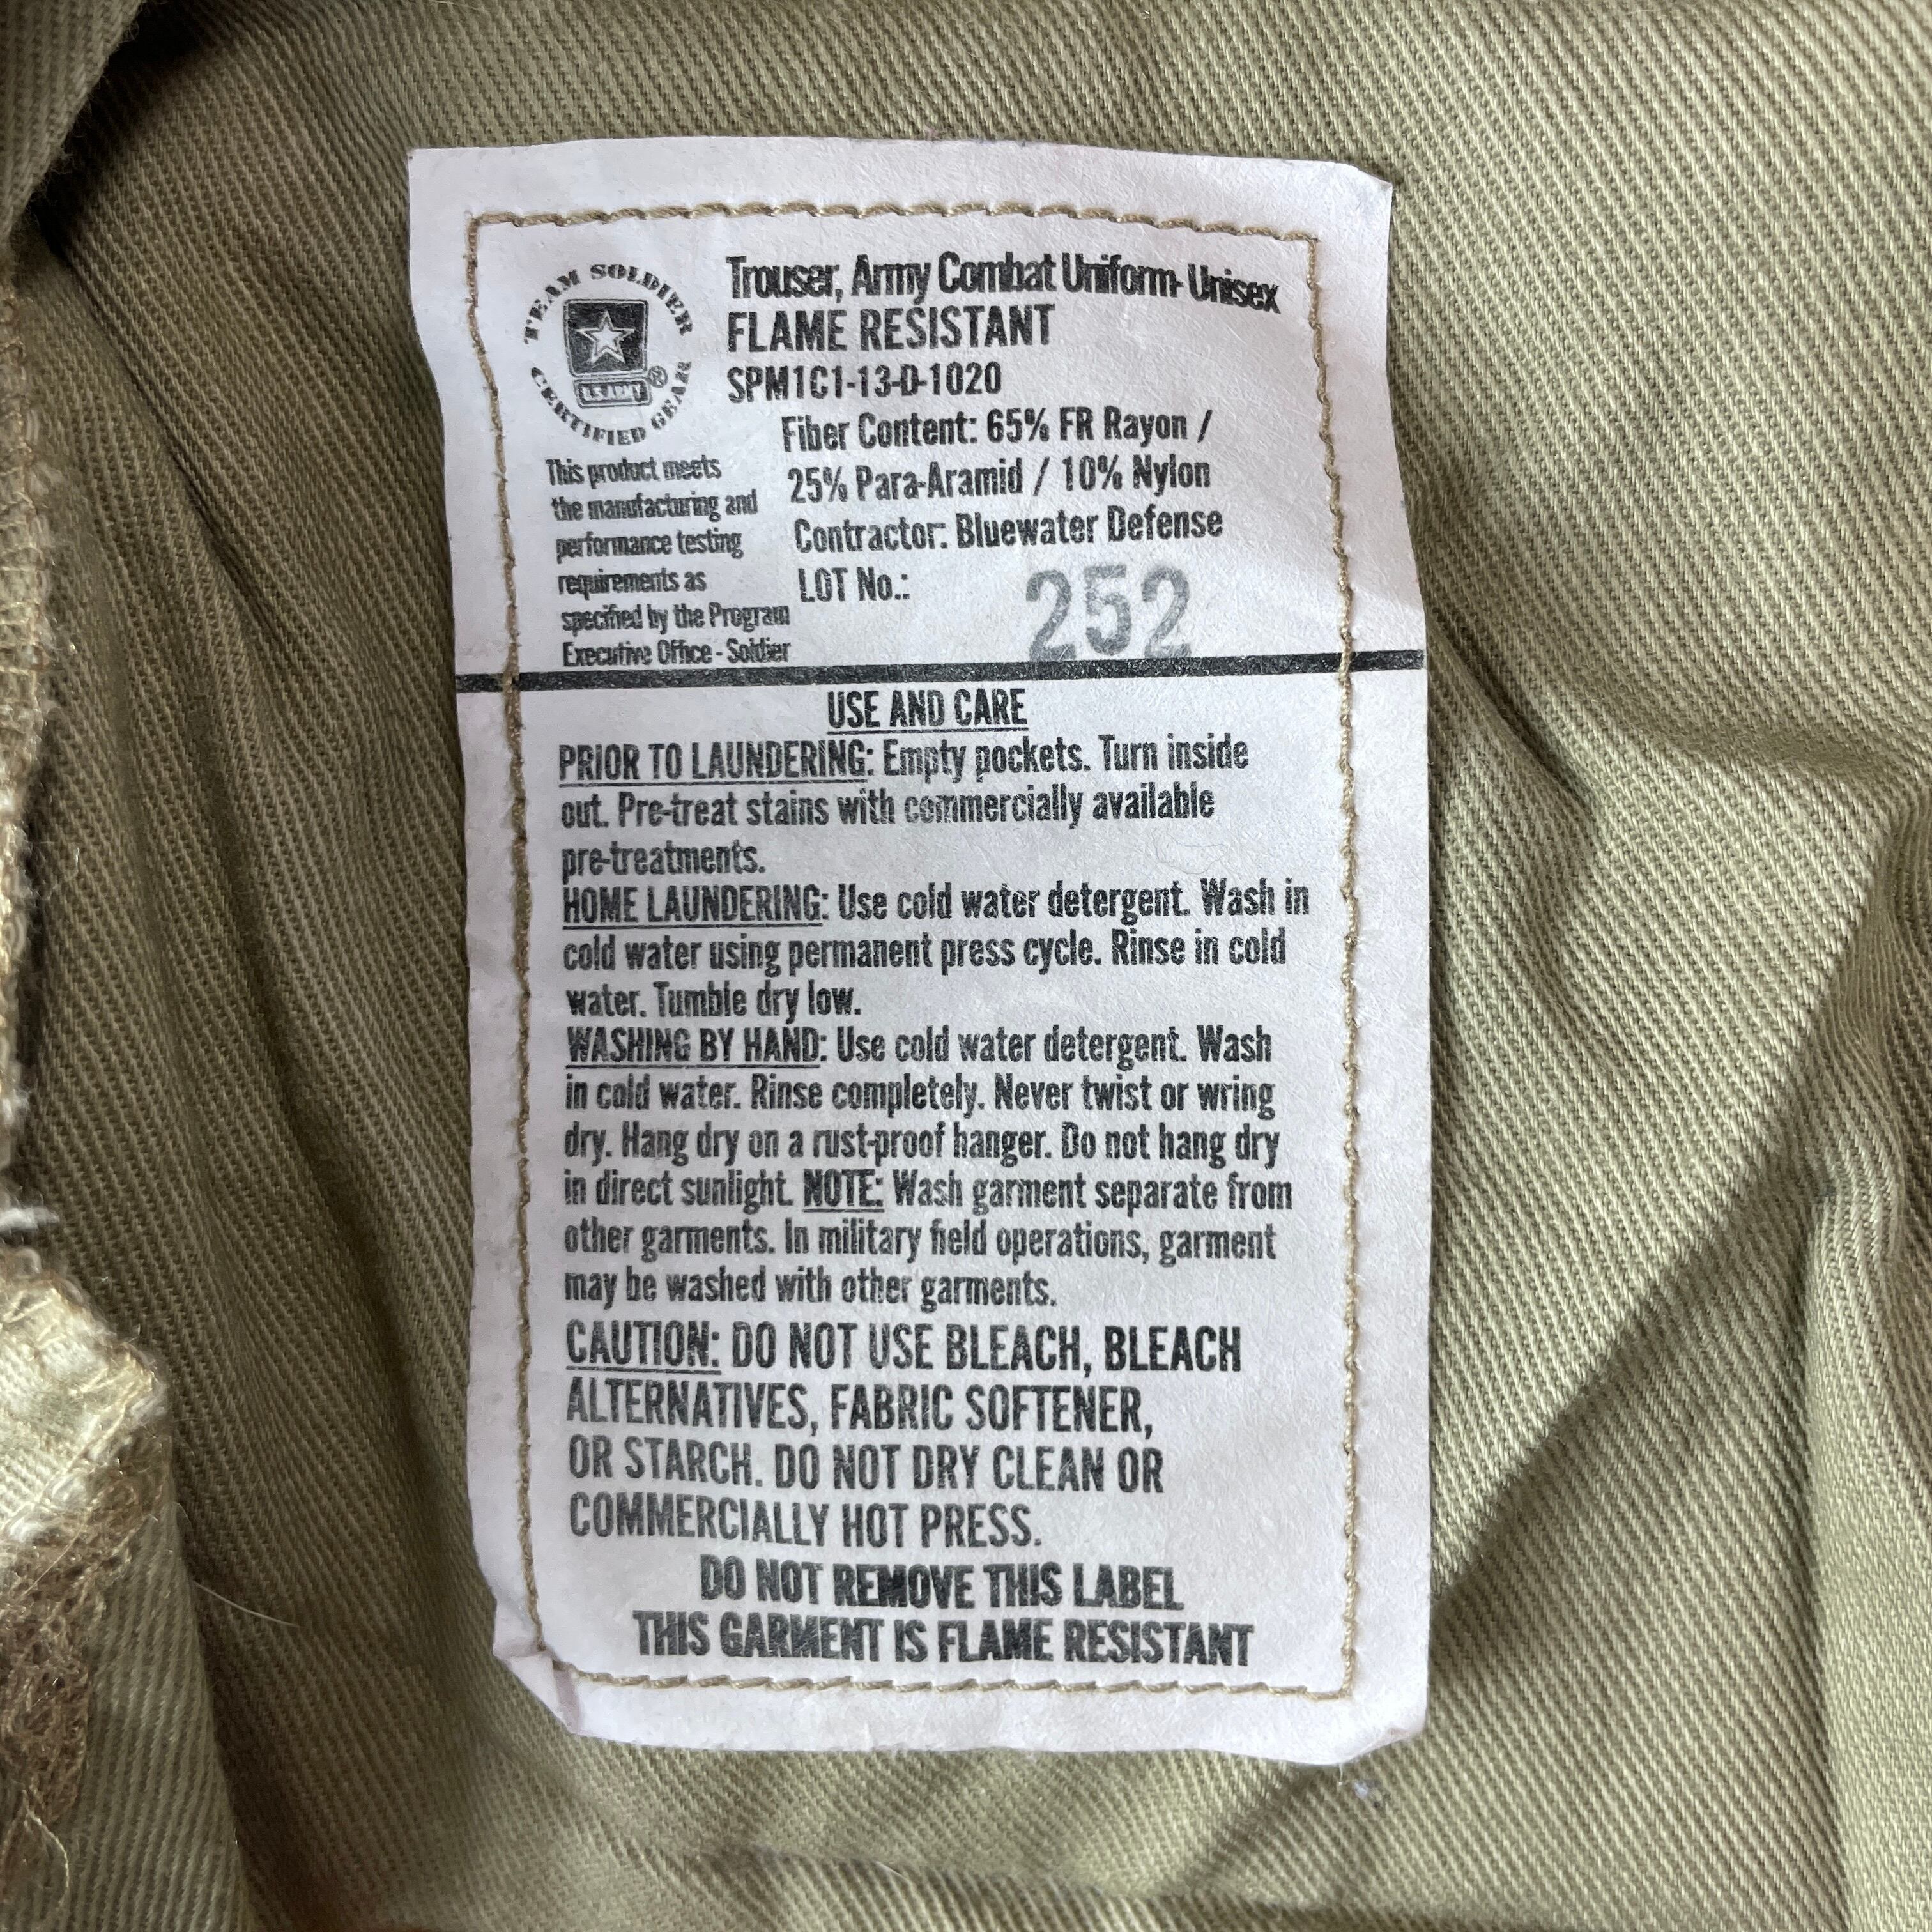 TEAM SOLDIER
CERTIFIED GEAR
U.S.ARMY ®
Trouser, Army Combat Uniform- Unisex
FLAME RESISTANT
SPM1C1-13-D-1020
Fiber Content: 65% FR Rayon /
25% Para-Aramid / 10% Nylon
Contractor: Bluewater Defense
LOT No.: 252
This product meets
the manufacturing and
performance testing
requirements as
specified by the Program
Executive Office - Soldier
USE AND CARE
PRIOR TO LAUNDERING: Empty pockets. Turn inside
out. Pre-treat stains with commercially available
pre-treatments.
HOME LAUNDERING: Use cold water detergent. Wash in
cold water using permanent press cycle. Rinse in cold
water. Tumble dry low.
WASHING BY HAND: Use cold water detergent. Wash
in cold water. Rinse completely. Never twist or wring
dry. Hang dry on a rust-proof hanger. Do not hang dry
in direct sunlight. NOTE: Wash garment separate from
other garments. In military field operations, garment
may be washed with other garments.
CAUTION: DO NOT USE BLEACH, BLEACH
ALTERNATIVES, FABRIC SOFTENER,
OR STARCH. DO NOT DRY CLEAN OR
COMMERCIALLY HOT PRESS.
DO NOT REMOVE THIS LABEL
THIS GARMENT IS FLAME RESISTANT